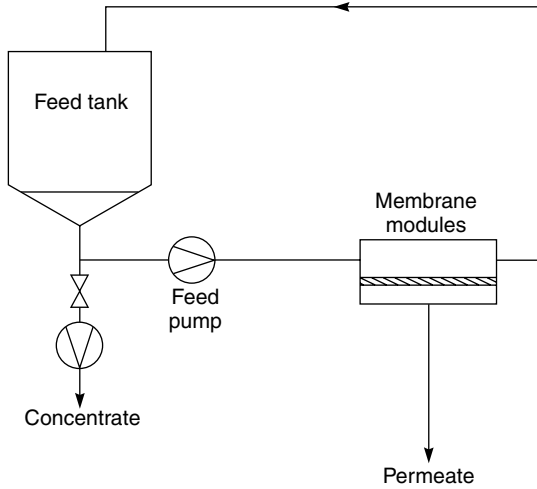 Feed tank
Membrane
modules
Feed
pump
Concentrate
Permeate